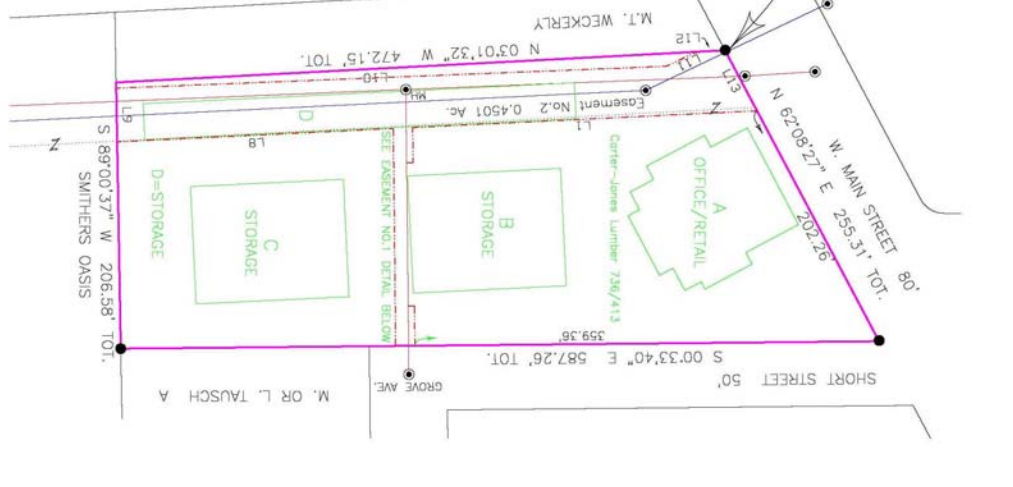 M.T. WECKERLY
N 03°01'32" W 472.15' TOT.
L12
L11
L10
L13
MH
Easement No.2 0.4501 Ac.
L9
D
L8
L7
Z
Z
N 62°08'27" E 255.31' TOT.
W. MAIN STREET 80'
202.26'
S 89°00'37" W 206.58' TOT.
SMITHERS OASIS
D=STORAGE
C
STORAGE
SEE EASEMENT NO.1 DETAIL BELOW
B
STORAGE
Carter-Jones Lumber 736/413
A
OFFICE/RETAIL
359.36'
S 00°33'40" E 587.26' TOT.
GROVE AVE.
SHORT STREET 50'
M. OR L. TAUSCH A